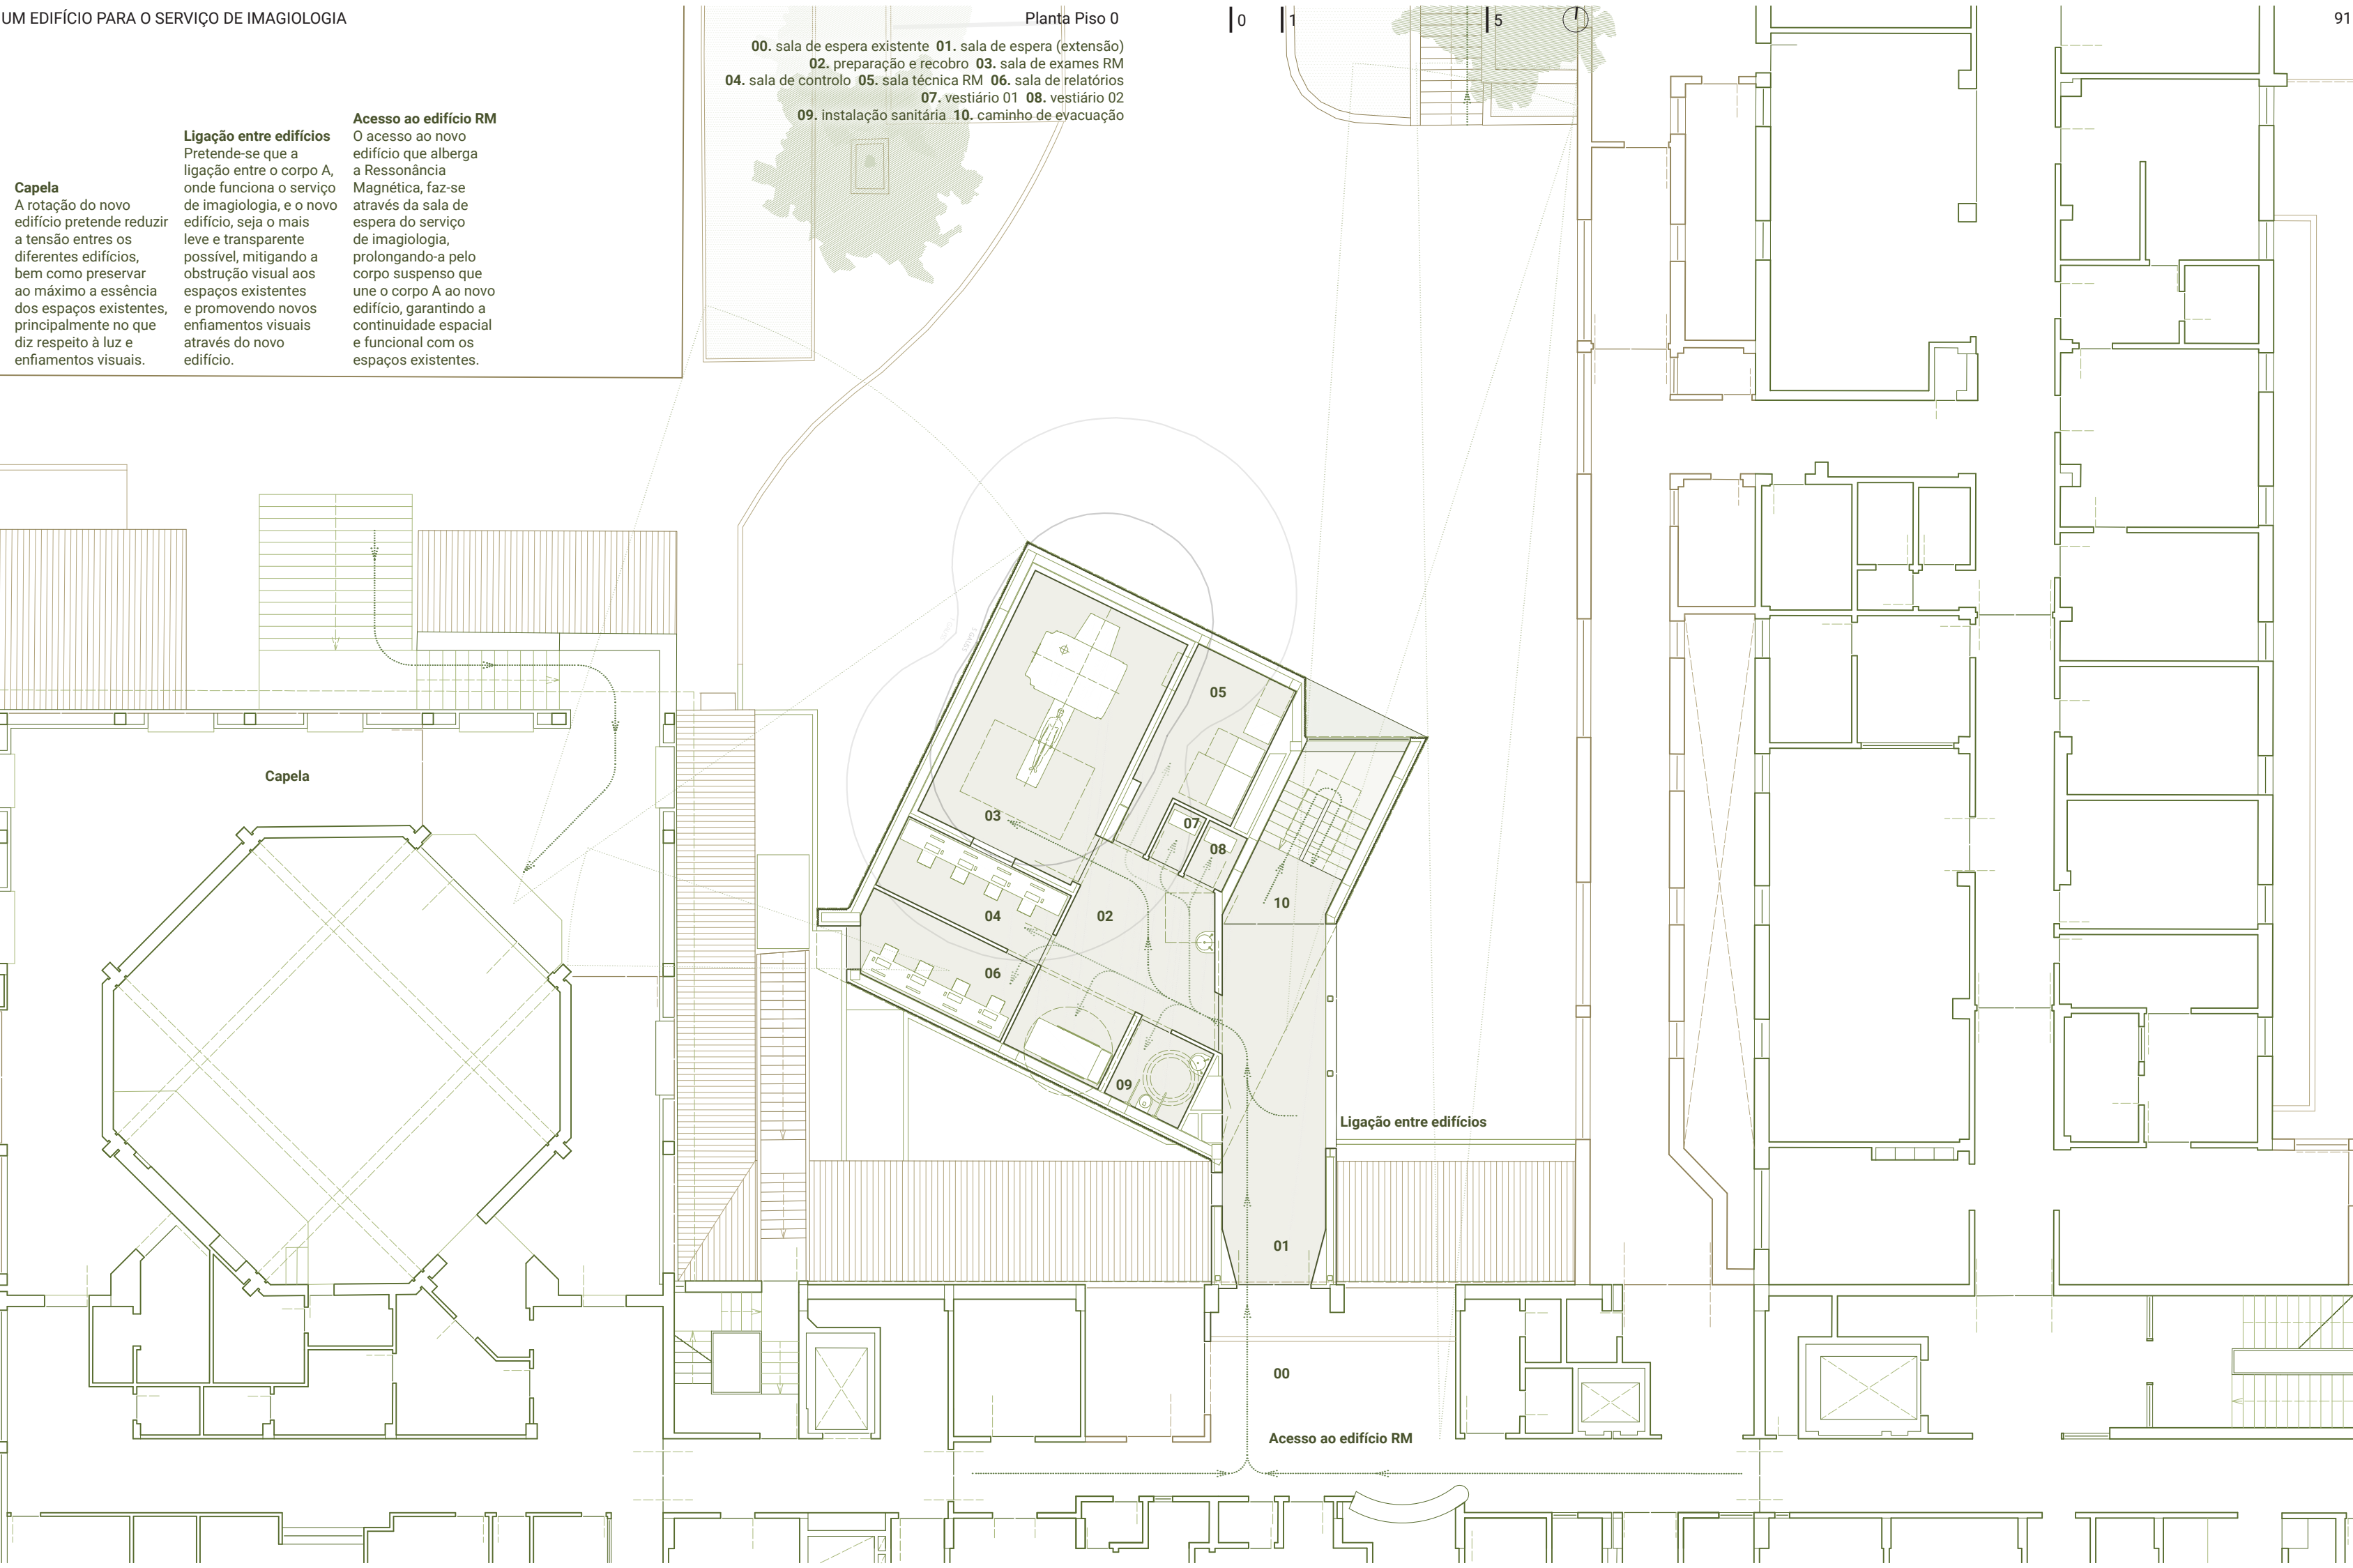 UM EDIFÍCIO PARA O SERVIÇO DE IMAGIOLOGIA
Planta Piso 0
0
1
5
91
00. sala de espera existente 01. sala de espera (extensão)
02. preparação e recobro 03. sala de exames RM
04. sala de controlo 05. sala técnica RM 06. sala de relatórios
07. vestiário 01 08. vestiário 02
09. instalação sanitária 10. caminho de evacuação
Capela
A rotação do novo
edifício pretende reduzir
a tensão entres os
diferentes edifícios,
bem como preservar
ao máximo a essência
dos espaços existentes,
principalmente no que
diz respeito à luz e
enfiamentos visuais.
Ligação entre edifícios
Pretende-se que a
ligação entre o corpo A,
onde funciona o serviço
de imagiologia, e o novo
edifício, seja o mais
leve e transparente
possível, mitigando a
obstrução visual aos
espaços existentes
e promovendo novos
enfiamentos visuais
através do novo
edifício.
Acesso ao edifício RM
O acesso ao novo
edifício que alberga
a Ressonância
Magnética, faz-se
através da sala de
espera do serviço
de imagiologia,
prolongando-a pelo
corpo suspenso que
une o corpo A ao novo
edifício, garantindo a
continuidade espacial
e funcional com os
espaços existentes.
05
Capela
03
07
08
10
04
02
06
09
Ligação entre edifícios
01
00
Acesso ao edifício RM